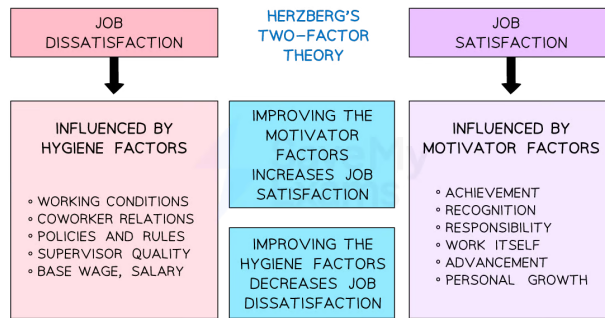 JOB
DISSATISFACTION
HERZBERG'S
TWO-FACTOR
THEORY
JOB
SATISFACTION
INFLUENCED BY
HYGIENE FACTORS
∘ WORKING CONDITIONS
∘ COWORKER RELATIONS
∘ POLICIES AND RULES
∘ SUPERVISOR QUALITY
∘ BASE WAGE, SALARY
IMPROVING THE
MOTIVATOR
FACTORS
INCREASES JOB
SATISFACTION
IMPROVING THE
HYGIENE FACTORS
DECREASES JOB
DISSATISFACTION
INFLUENCED BY
MOTIVATOR FACTORS
∘ ACHIEVEMENT
∘ RECOGNITION
∘ RESPONSIBILITY
∘ WORK ITSELF
∘ ADVANCEMENT
∘ PERSONAL GROWTH